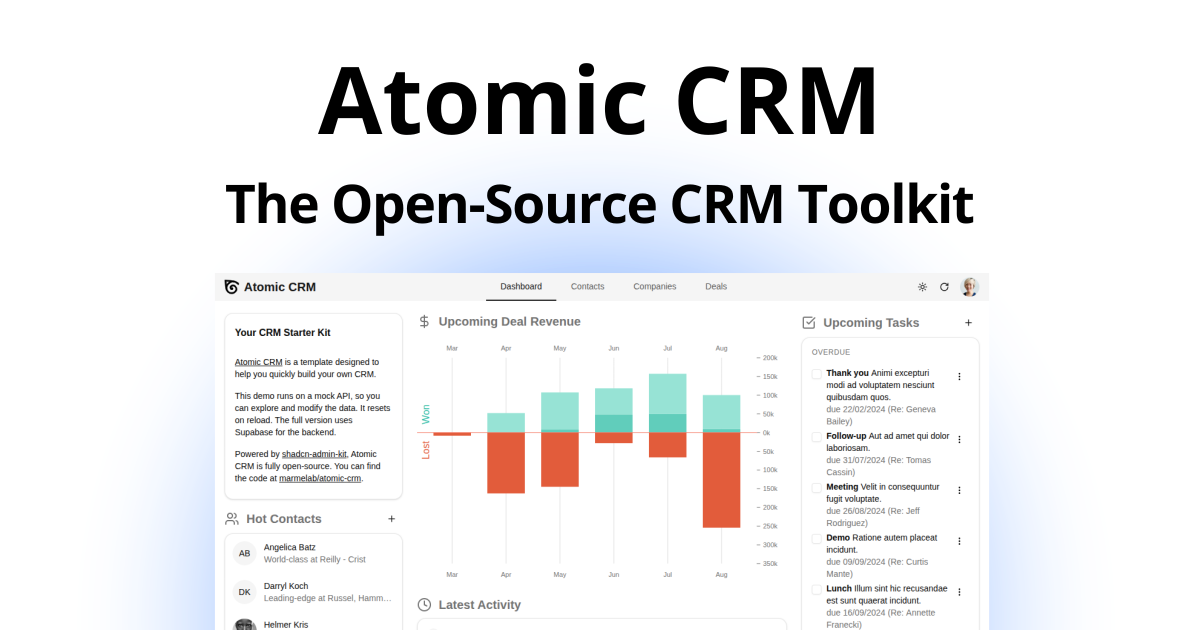 Atomic CRM
The Open-Source CRM Toolkit
Atomic CRM
Dashboard
Contacts
Companies
Deals
Your CRM Starter Kit
Atomic CRM is a template designed to
help you quickly build your own CRM.
This demo runs on a mock API, so you
can explore and modify the data. It resets
on reload. The full version uses
Supabase for the backend.
Powered by shadcn-admin-kit, Atomic
CRM is fully open-source. You can find
the code at marmelab/atomic-crm.
Hot Contacts
+
AB
Angelica Batz
World-class at Reilly - Crist
DK
Darryl Koch
Leading-edge at Russel, Hamm...
Helmer Kris
Upcoming Deal Revenue
Mar
Apr
May
Jun
Jul
Aug
Won
Lost
200k
150k
100k
50k
0k
50k
100k
150k
200k
250k
300k
350k
Mar
Apr
May
Jun
Jul
Aug
Latest Activity
Upcoming Tasks
+
OVERDUE
Thank you Animi excepturi
modi ad voluptatem nesciunt
quibusdam quos.
due 22/02/2024 (Re: Geneva
Bailey)
Follow-up Aut ad amet qui dolor
laboriosam.
due 31/07/2024 (Re: Tomas
Cassin)
Meeting Velit in consequuntur
fugit voluptate.
due 26/08/2024 (Re: Jeff
Rodriguez)
Demo Ratione autem placeat
incidunt.
due 09/09/2024 (Re: Curtis
Mante)
Lunch Illum sint hic recusandae
est sunt quaerat incidunt.
due 16/09/2024 (Re: Annette
Franecki)